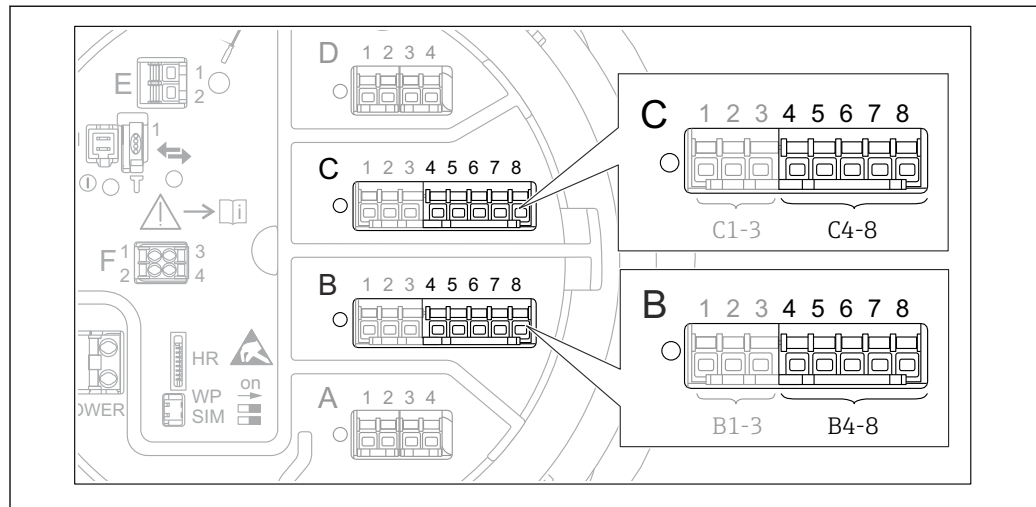 D 1 2 3 4
E 1
2
1
C 1 2 3 4 5 6 7 8
i
F 1 3
2 4
B 1 2 3 4 5 6 7 8
HR
WP
SIM
on
OWER
A 1 2 3 4
C 1 2 3 4 5 6 7 8
C1-3 C4-8
B 1 2 3 4 5 6 7 8
B1-3 B4-8